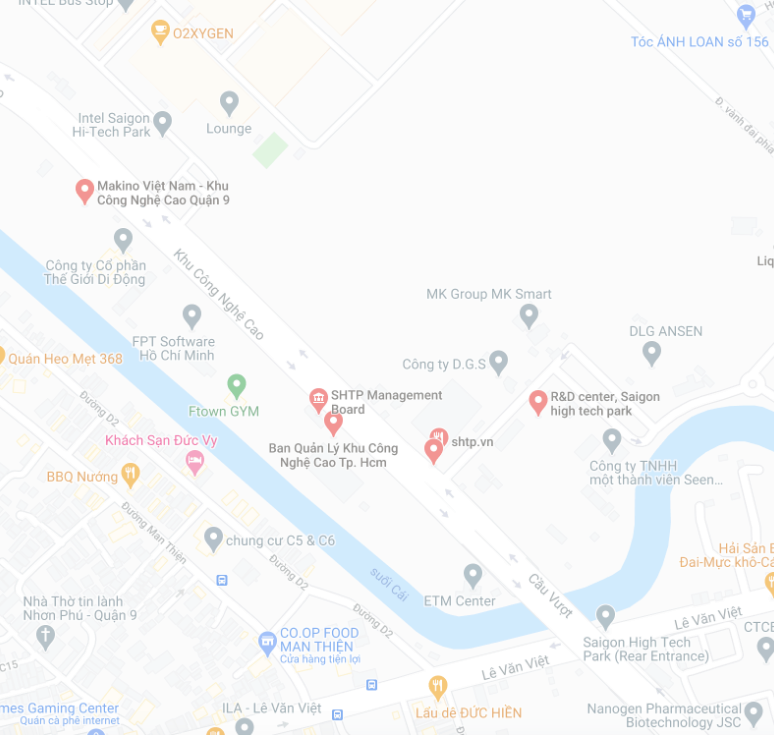 INTEL Bus Stop
O2XYGEN
Tóc ÁNH LOAN số 156
Intel Saigon
Hi-Tech Park
Lounge
Đ. vành đai phía
Makino Việt Nam - Khu
Công Nghệ Cao Quận 9
Công ty Cổ phần
Thế Giới Di Động
Khu Công Nghệ Cao
Liq
MK Group MK Smart
FPT Software
Hồ Chí Minh
DLG ANSEN
Quán Heo Mẹt 368
Công ty D.G.S
Đường D2
Ftown GYM
SHTP Management
Board
R&D center, Saigon
high tech park
Khách Sạn Đức Vy
Ban Quản Lý Khu Công
Nghệ Cao Tp. Hcm
shtp.vn
BBQ Nướng
Công ty TNHH
một thành viên Seen...
Đường Man Thiện
chung cư C5 & C6
Hải Sản
Đai-Mực khô-Cá
Đường D2
suối Cái
Cầu Vượt
ETM Center
Nhà Thờ tin lành
Nhơn Phú - Quận 9
Đường D2
Lê Văn Việt
CO.OP FOOD
MAN THIỆN
Cửa hàng tiện lợi
Saigon High Tech
Park (Rear Entrance)
CTCE
C15
Lê Văn Việt
mes Gaming Center
Quán cà phê internet
ILA - Lê Văn Việt
Lẩu dê ĐỨC HIỀN
Nanogen Pharmaceutical
Biotechnology JSC